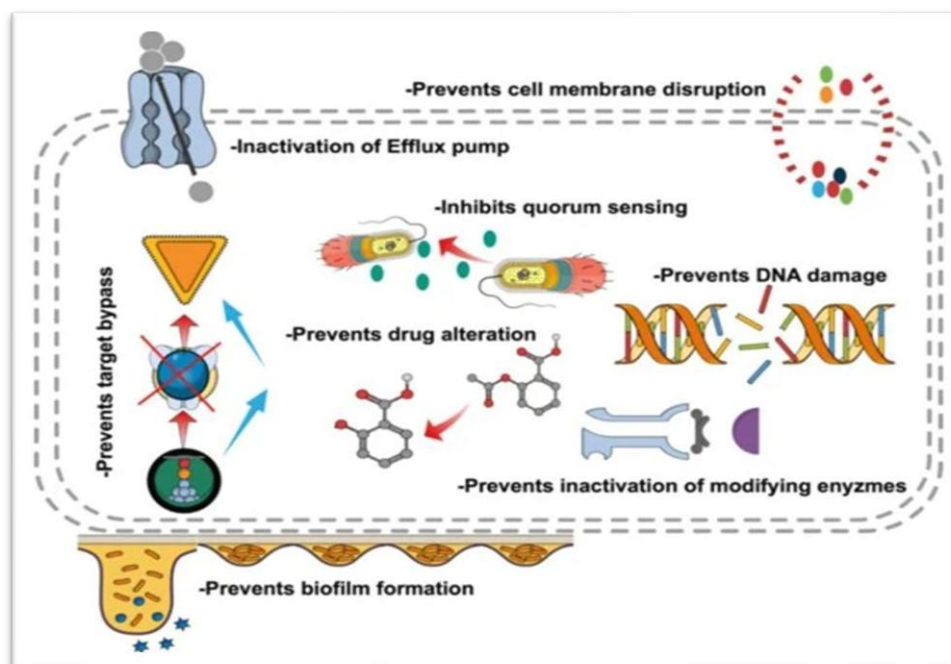 -Prevents cell membrane disruption
-Inactivation of Efflux pump
-Inhibits quorum sensing
-Prevents DNA damage
-Prevents target bypass
-Prevents drug alteration
-Prevents inactivation of modifying enyzmes
-Prevents biofilm formation